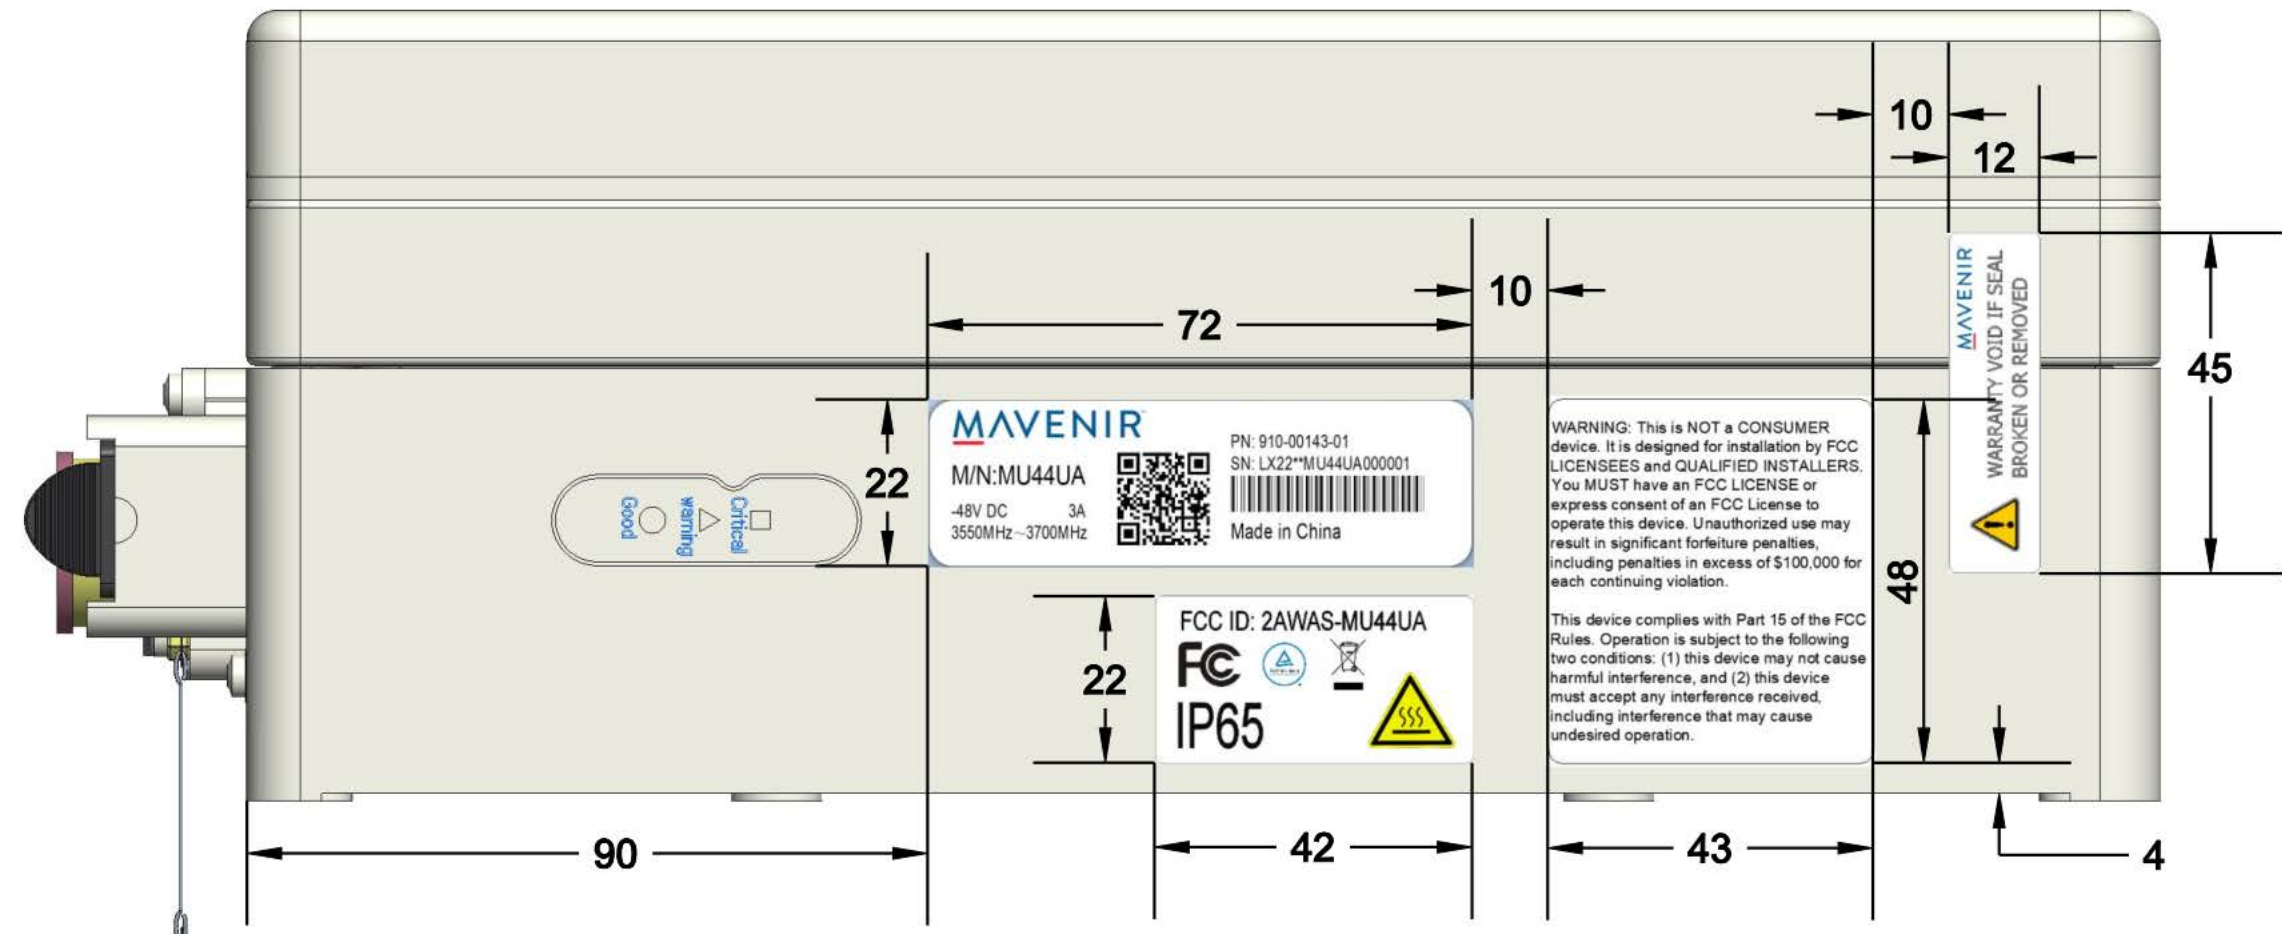 10
12
10
72
45
MAVENIR
WARRANTY VOID IF SEAL
BROKEN OR REMOVED
22
Critical
warning
Good
MAVENIR
M/N:MU44UA
-48V DC 3A
3550MHz~3700MHz
PN: 910-00143-01
SN: LX22**MU44UA000001
Made in China
WARNING: This is NOT a CONSUMER
device. It is designed for installation by FCC
LICENSEES and QUALIFIED INSTALLERS.
You MUST have an FCC LICENSE or
express consent of an FCC License to
operate this device. Unauthorized use may
result in significant forfeiture penalties,
including penalties in excess of $100,000 for
each continuing violation.
This device complies with Part 15 of the FCC
Rules. Operation is subject to the following
two conditions: (1) this device may not cause
harmful interference, and (2) this device
must accept any interference received,
including interference that may cause
undesired operation.
48
22
FCC ID: 2AWAS-MU44UA
FC
IP65
90
42
43
4